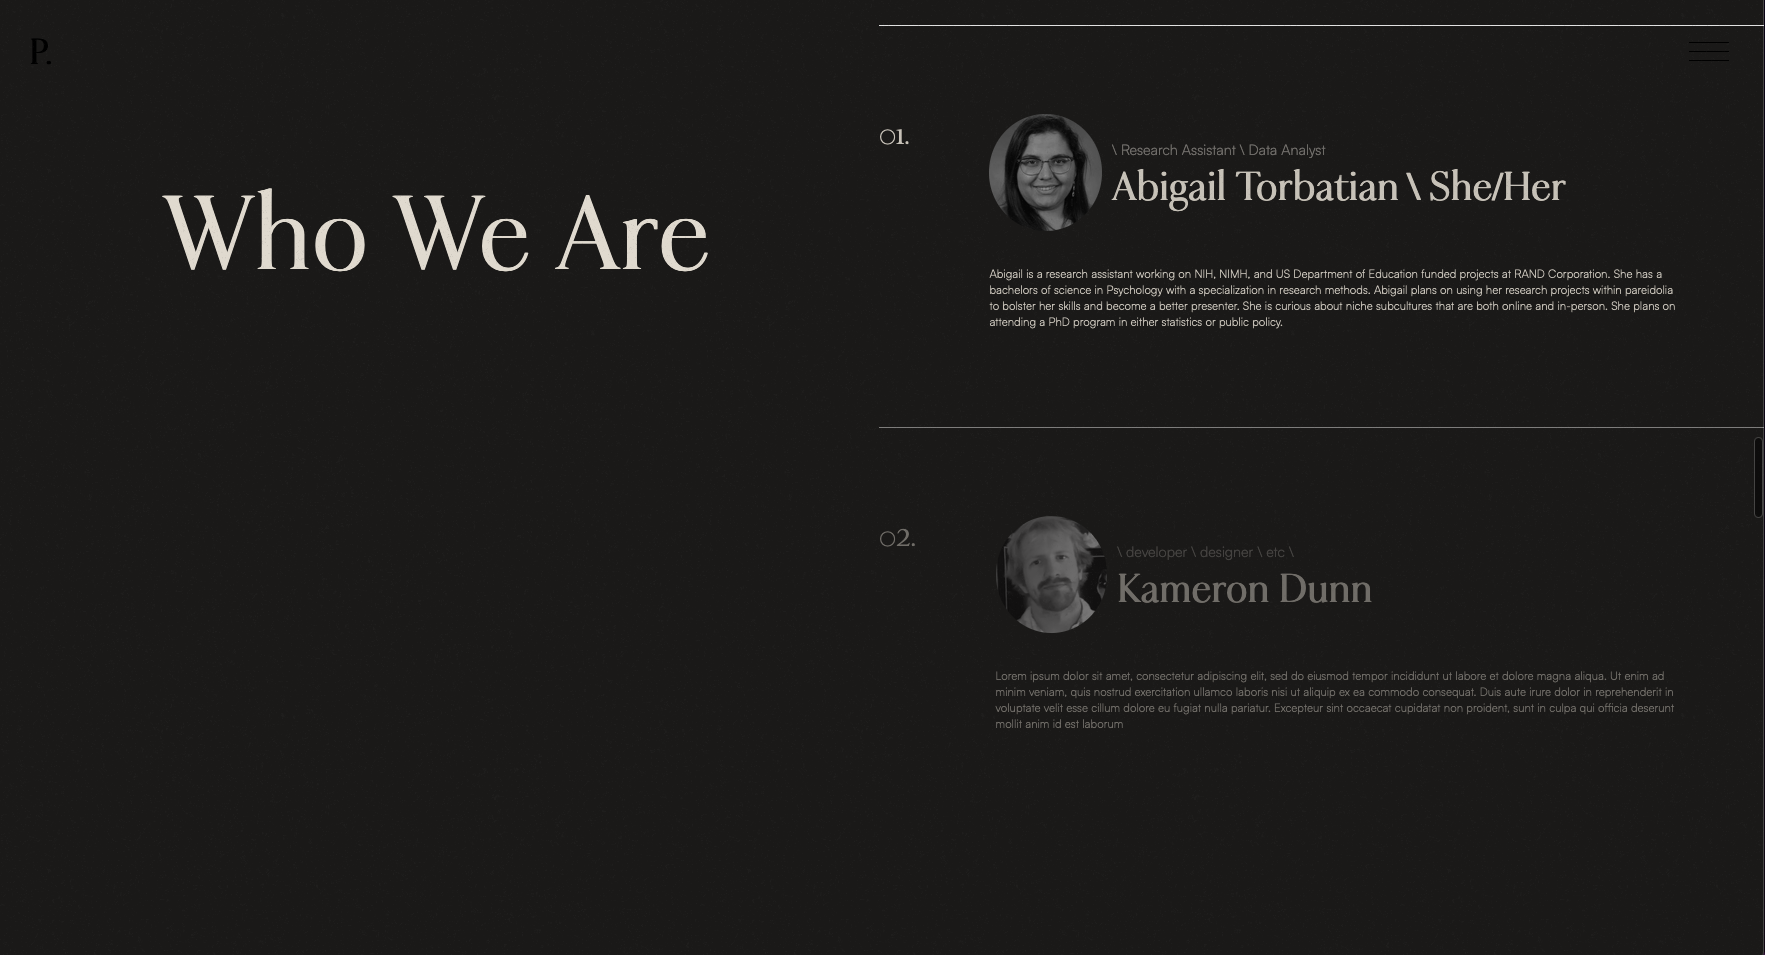 P.
Who We Are
01.
\ Research Assistant \ Data Analyst
Abigail Torbatian \ She/Her
Abigail is a research assistant working on NIH, NIMH, and US Department of Education funded projects at RAND Corporation. She has a
bachelors of science in Psychology with a specialization in research methods. Abigail plans on using her research projects within pareidolia
to bolster her skills and become a better presenter. She is curious about niche subcultures that are both online and in-person. She plans on
attending a PhD program in either statistics or public policy.
02.
\ developer \ designer \ etc \
Kameron Dunn
Lorem ipsum dolor sit amet, consectetur adipiscing elit, sed do eiusmod tempor incididunt ut labore et dolore magna aliqua. Ut enim ad
minim veniam, quis nostrud exercitation ullamco laboris nisi ut aliquip ex ea commodo consequat. Duis aute irure dolor in reprehenderit in
voluptate velit esse cillum dolore eu fugiat nulla pariatur. Excepteur sint occaecat cupidatat non proident, sunt in culpa qui officia deserunt
mollit anim id est laborum